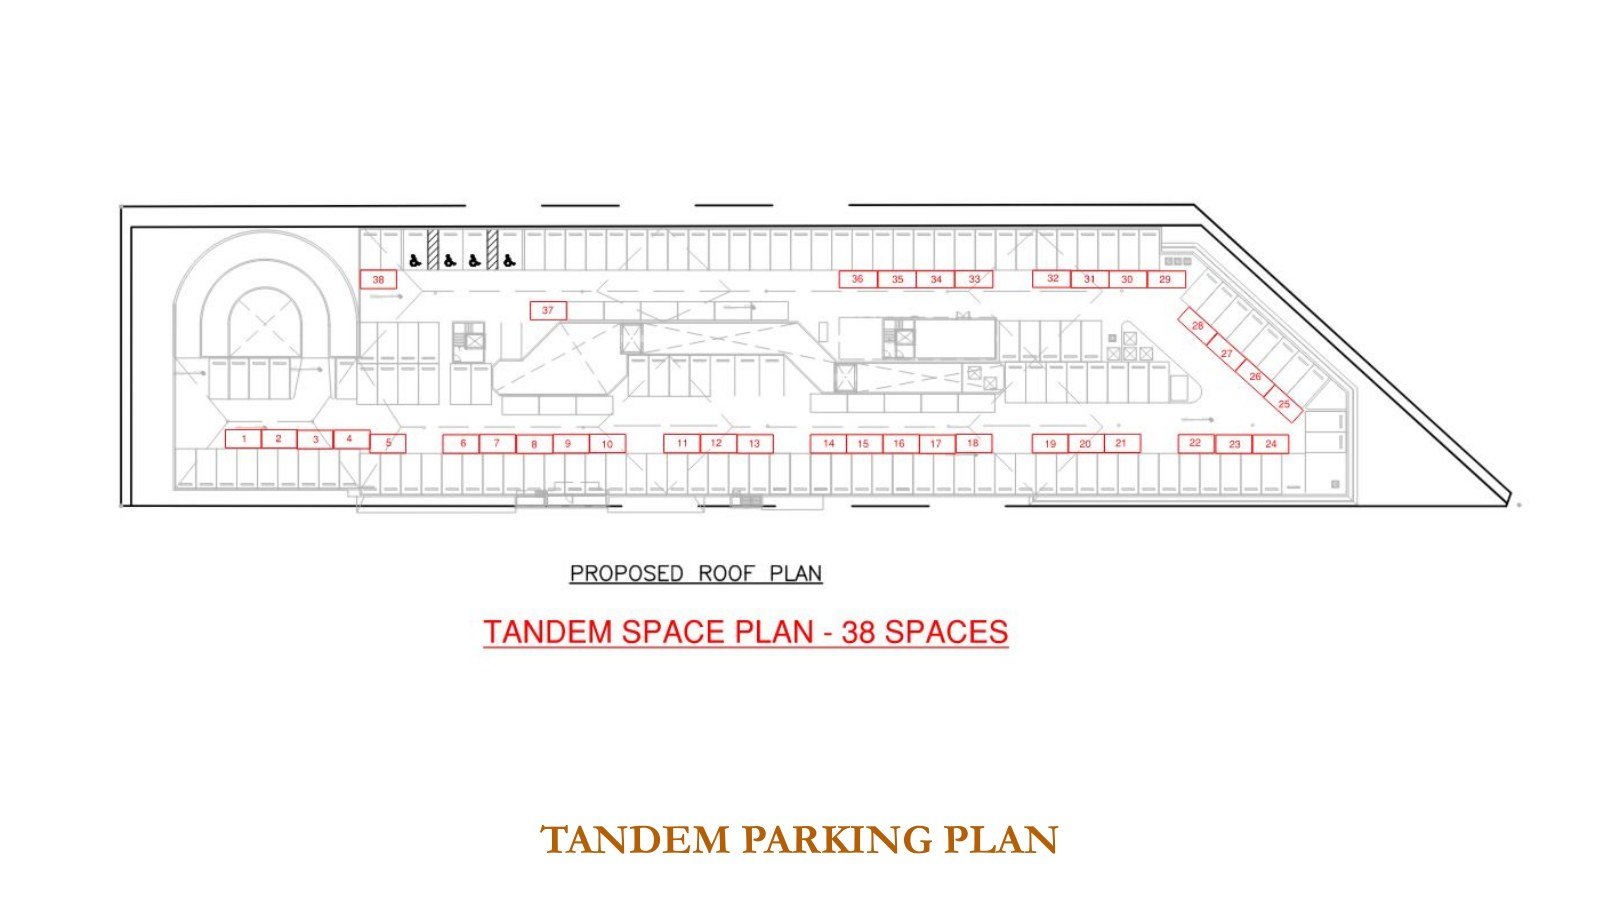 38
36 35 34 33
32 31 30 29
37
28
27
26
25
1 2 3 4 5
6 7 8 9 10
11 12 13
14 15 16 17 18
19 20 21
22 23 24
PROPOSED ROOF PLAN
TANDEM SPACE PLAN - 38 SPACES
TANDEM PARKING PLAN